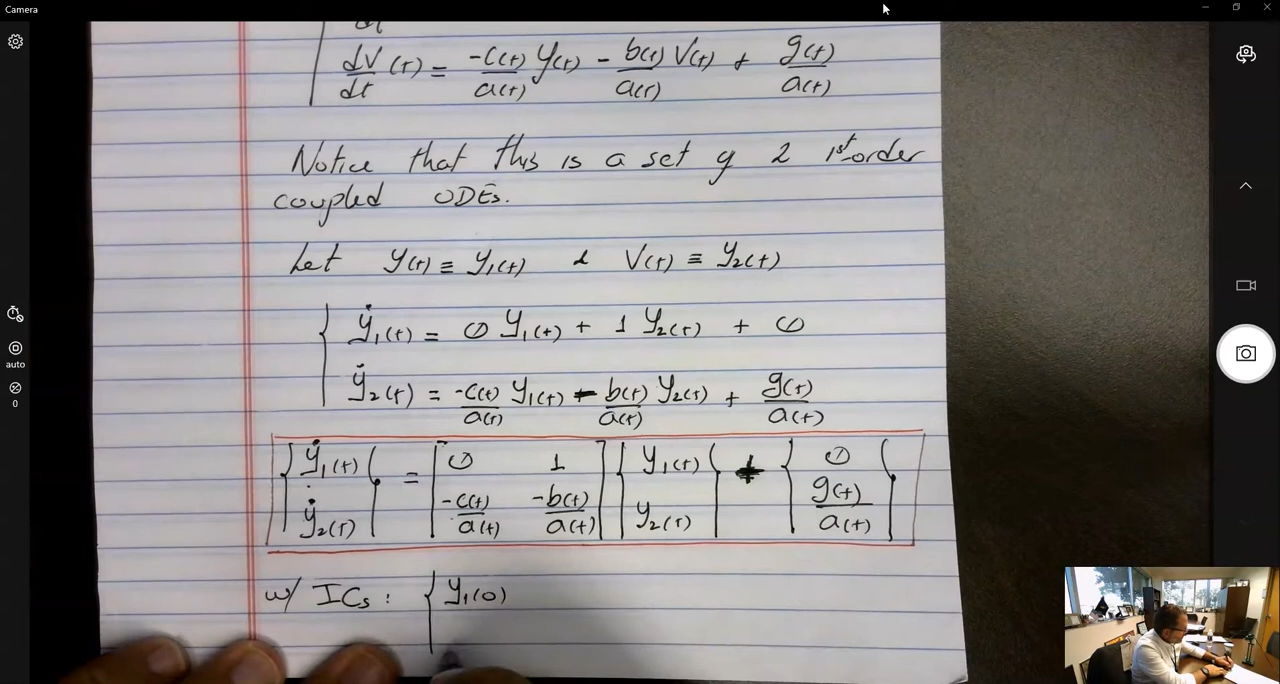 Camera
dt
dV(t)/dt = -c(t)/a(t) y(t) - b(t)/a(t) V(t) + g(t)/a(t)
Notice that this is a set of 2 1st order
coupled ODEs.
Let y(t) ≡ y1(t) & V(t) ≡ y2(t)
ẏ1(t) = 0 y1(t) + 1 y2(t) + 0
ẏ2(t) = -c(t)/a(t) y1(t) - b(t)/a(t) y2(t) + g(t)/a(t)
{ẏ1(t) ẏ2(t)} = [0 1 -c(t)/a(t) -b(t)/a(t)] {y1(t) y2(t)} + {0 g(t)/a(t)}
w/ ICs : { y1(0)
auto
0